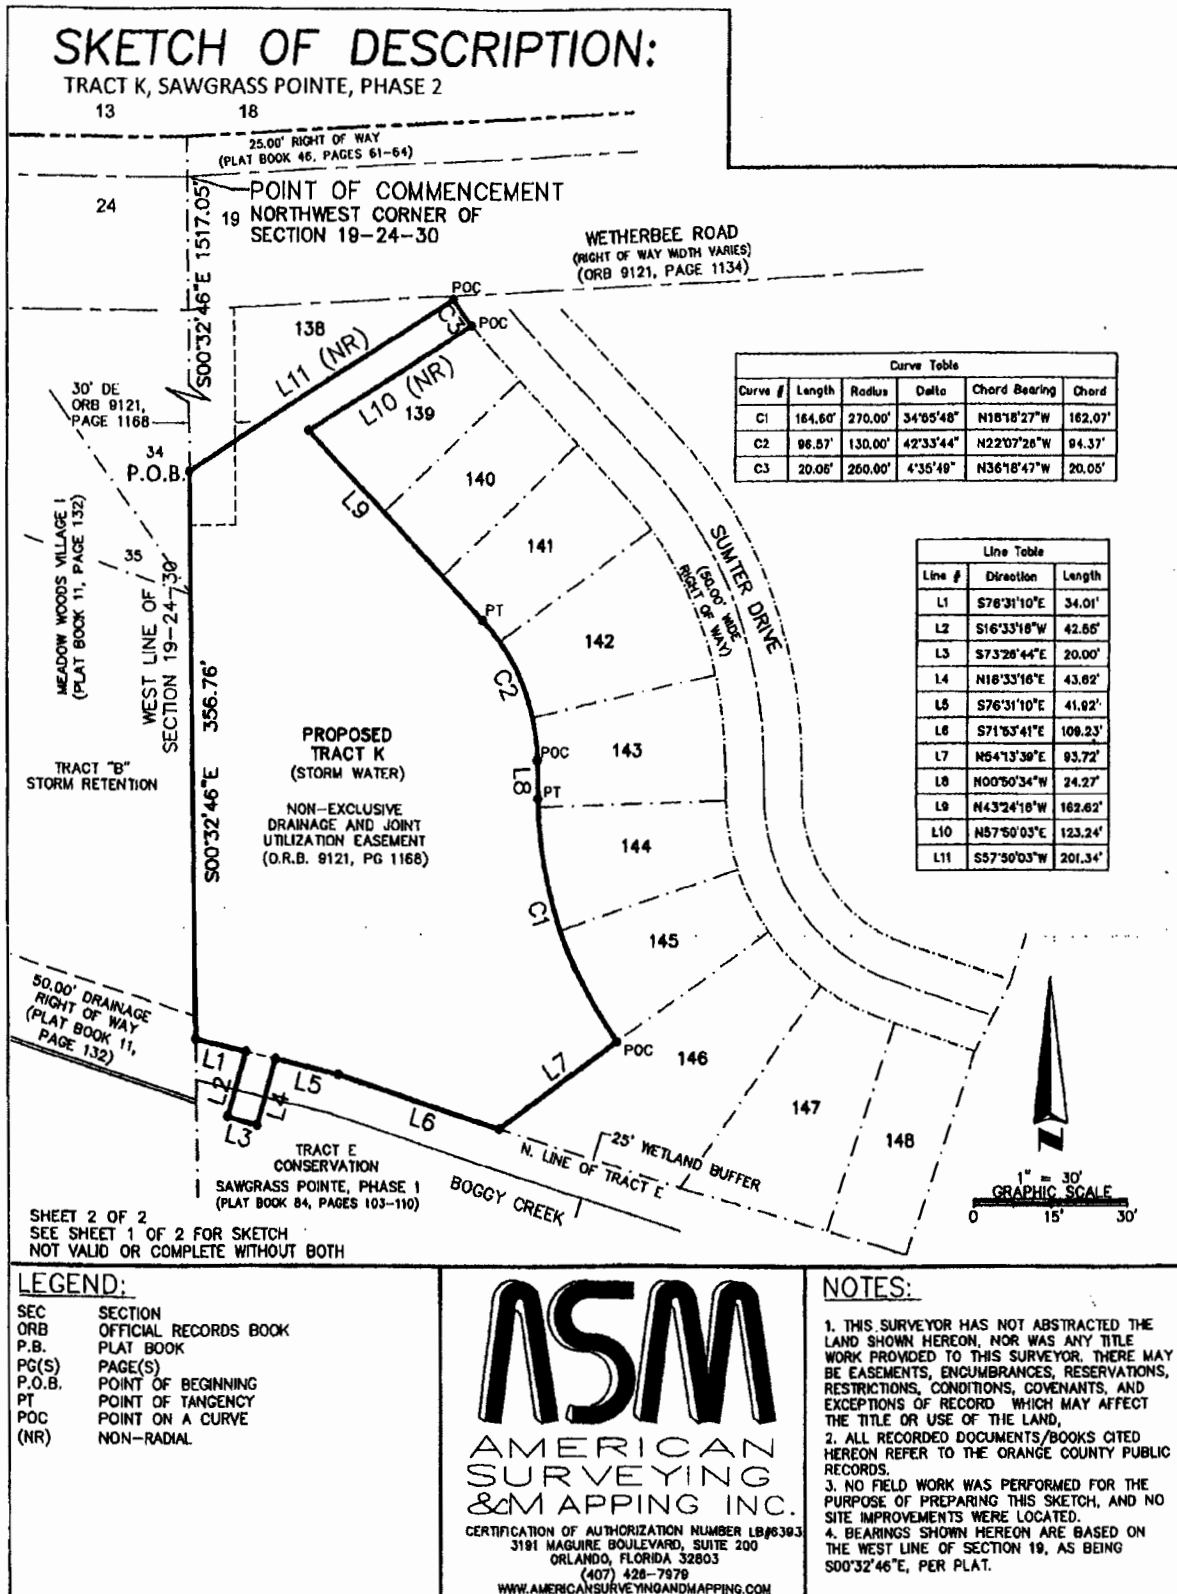 SKETCH OF DESCRIPTION:
TRACT K, SAWGRASS POINTE, PHASE 2
13
18
25.00' RIGHT OF WAY
(PLAT BOOK 46, PAGES 61-64)
24
19
POINT OF COMMENCEMENT
NORTHWEST CORNER OF
SECTION 19-24-30
S00°32'46"E 1517.05'
WETHERBEE ROAD
(RIGHT OF WAY WIDTH VARIES)
(ORB 9121, PAGE 1134)
POC
C3
POC
138
L11 (NR)
L10 (NR)
139
30' DE
ORB 9121,
PAGE 1168
34
P.O.B.
L9
140
141
35
MEADOW WOODS VILLAGE I
(PLAT BOOK 11, PAGE 132)
WEST LINE OF
SECTION 19-24-30
S00°32'46"E 356.76'
PT
142
C2
SUMTER DRIVE
(50.00' WIDE
RIGHT OF WAY)
Curve Table
Curve # Length Radius Delta Chord Bearing Chord
C1 164.60' 270.00' 34°55'48" N18°18'27"W 162.07'
C2 96.57' 130.00' 42°33'44" N22°07'26"W 94.37'
C3 20.06' 250.00' 4°35'49" N36°18'47"W 20.05'
Line Table
Line # Direction Length
L1 S76°31'10"E 34.01'
L2 S16°33'16"W
L3 S73°26'44"E 20.00'
L4 N16°33'16"E 43.62'
L5 S76°31'10"E 41.92'
L6 S71°53'41"E 109.23'
L7 N54°13'39"E 93.72'
L8 N00°50'34"W 24.27'
L9 N43°24'18"W 162.62'
L10 N57°50'03"E 123.24'
L11 S57°50'03"W 201.34'
TRACT "B"
STORM RETENTION
PROPOSED
TRACT K
(STORM WATER)
NON-EXCLUSIVE
DRAINAGE AND JOINT
UTILIZATION EASEMENT
(O.R.B. 9121, PG 1168)
POC
143
L8
PT
144
C1
145
50.00' DRAINAGE
RIGHT OF WAY
(PLAT BOOK 11,
PAGE 132)
L1
L2
L3
L4
L5
L6
L7
POC
146
147
148
TRACT E
CONSERVATION
SAWGRASS POINTE, PHASE 1
(PLAT BOOK 84, PAGES 103-110)
N. LINE OF TRACT E
25' WETLAND BUFFER
BOGGY CREEK
N
1" = 30'
GRAPHIC SCALE
0 15' 30'
SHEET 2 OF 2
SEE SHEET 1 OF 2 FOR SKETCH
NOT VALID OR COMPLETE WITHOUT BOTH
LEGEND:
SEC SECTION
ORB OFFICIAL RECORDS BOOK
P.B. PLAT BOOK
PG(S) PAGE(S)
P.O.B. POINT OF BEGINNING
PT POINT OF TANGENCY
POC POINT ON A CURVE
(NR) NON-RADIAL
ASM
AMERICAN
SURVEYING
& MAPPING INC.
CERTIFICATION OF AUTHORIZATION NUMBER LB#6393
3191 MAGUIRE BOULEVARD, SUITE 200
ORLANDO, FLORIDA 32803
(407) 426-7979
WWW.AMERICANSURVEYINGANDMAPPING.COM
NOTES:
1. THIS SURVEYOR HAS NOT ABSTRACTED THE
LAND SHOWN HEREON, NOR WAS ANY TITLE
WORK PROVIDED TO THIS SURVEYOR. THERE MAY
BE EASEMENTS, ENCUMBRANCES, RESERVATIONS,
RESTRICTIONS, CONDITIONS, COVENANTS, AND
EXCEPTIONS OF RECORD WHICH MAY AFFECT
THE TITLE OR USE OF THE LAND.
2. ALL RECORDED DOCUMENTS/BOOKS CITED
HEREON REFER TO THE ORANGE COUNTY PUBLIC
RECORDS.
3. NO FIELD WORK WAS PERFORMED FOR THE
PURPOSE OF PREPARING THIS SKETCH, AND NO
SITE IMPROVEMENTS WERE LOCATED.
4. BEARINGS SHOWN HEREON ARE BASED ON
THE WEST LINE OF SECTION 19, AS BEING
S00°32'46"E, PER PLAT.